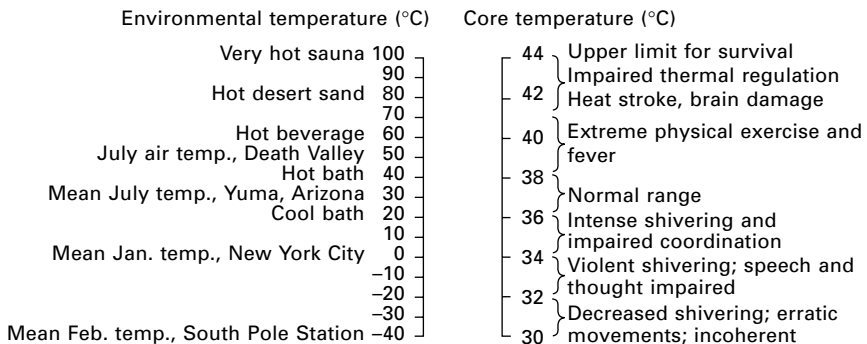 Environmental temperature (°C)
Very hot sauna 100
90
Hot desert sand 80
70
Hot beverage 60
July air temp., Death Valley 50
Hot bath 40
Mean July temp., Yuma, Arizona 30
Cool bath 20
10
Mean Jan. temp., New York City 0
–10
–20
–30
Mean Feb. temp., South Pole Station –40
Core temperature (°C)
44 Upper limit for survival
Impaired thermal regulation
42 Heat stroke, brain damage
40 Extreme physical exercise and
fever
38
Normal range
36 Intense shivering and
impaired coordination
34 Violent shivering; speech and
thought impaired
32 Decreased shivering; erratic
30 movements; incoherent